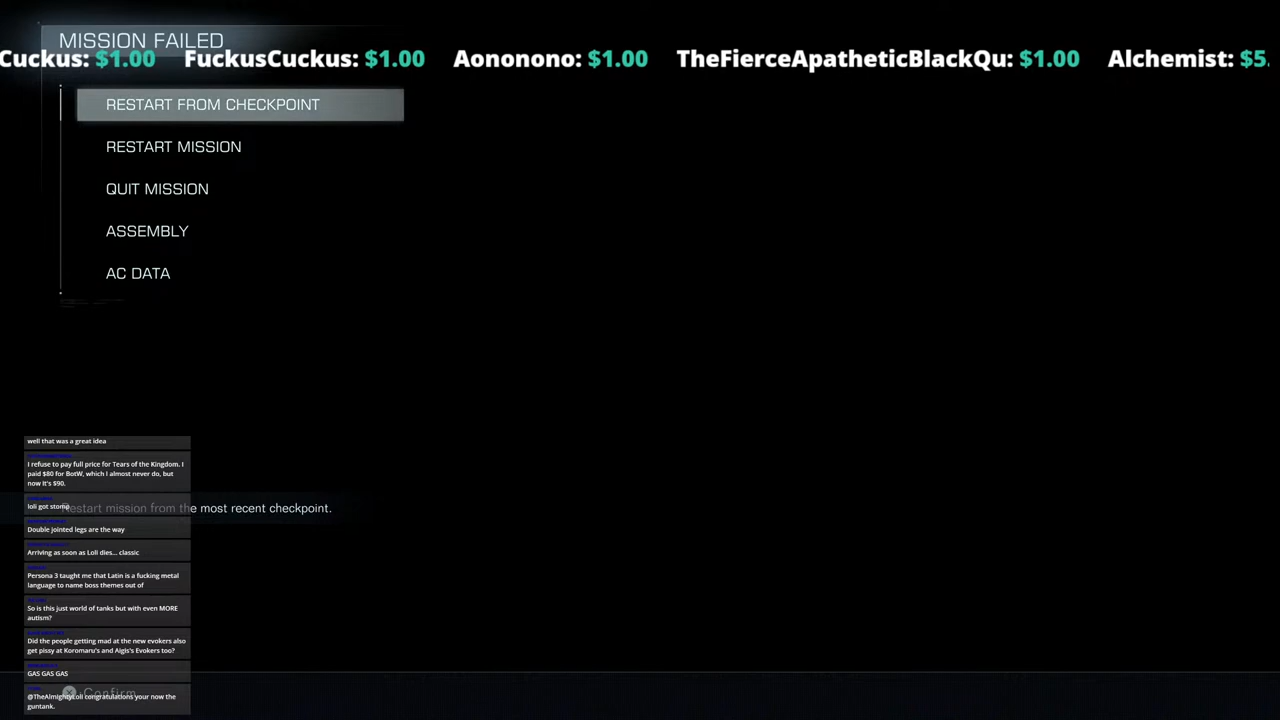 MISSION FAILED
Cuckus: $1.00 FuckusCuckus: $1.00 Aononono: $1.00 TheFierceApatheticBlackQu: $1.00 Alchemist: $5.
RESTART FROM CHECKPOINT
RESTART MISSION
QUIT MISSION
ASSEMBLY
AC DATA
well that was a great idea
I refuse to pay full price for Tears of the Kingdom. I
paid $80 for BotW, which I almost never do, but
now it's $90.
loli got stomp
Restart mission from the most recent checkpoint.
Double jointed legs are the way
Arriving as soon as Loli dies... classic
Persona 3 taught me that Latin is a fucking metal
language to name boss themes out of
So is this just world of tanks but with even MORE
autism?
Did the people getting mad at the new evokers also
get pissy at Koromaru's and Aigis's Evokers too?
GAS GAS GAS
@TheAlmightyLoli congratulations your now the
guntank.
Confirm